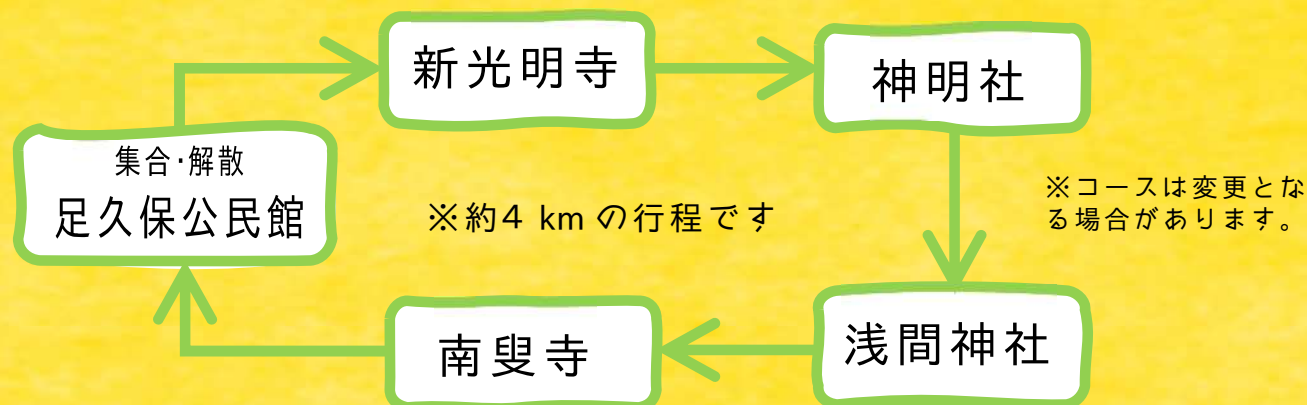 集合・解散
足久保公民館
新光明寺
神明社
浅間神社
南叟寺
※約4 km の行程です
※コースは変更とな
る場合があります。